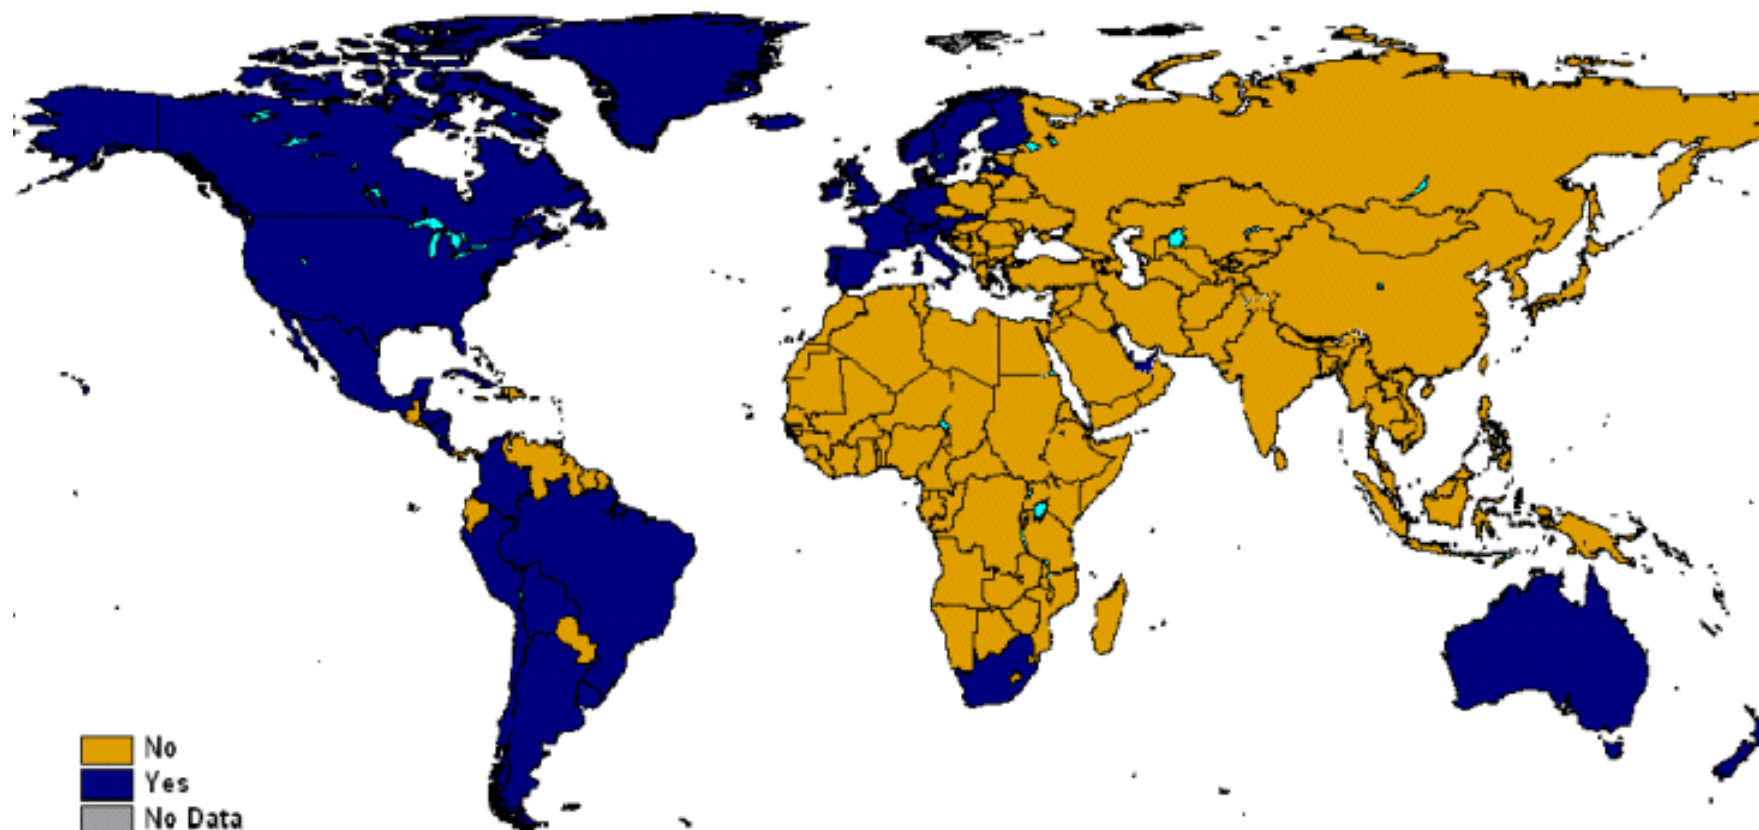 No
Yes
No Data